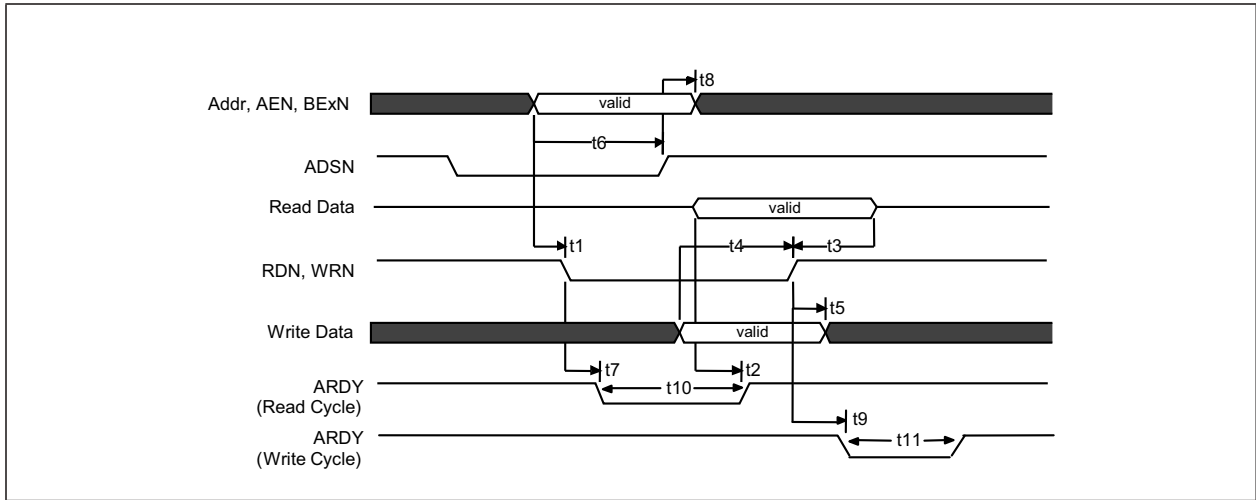 t8
Addr, AEN, BExN valid
t6
ADSN
Read Data valid
t1 t4 t3
RDN, WRN
t5
Write Data valid
t7 t2
ARDY t10
(Read Cycle)
t9
ARDY t11
(Write Cycle)